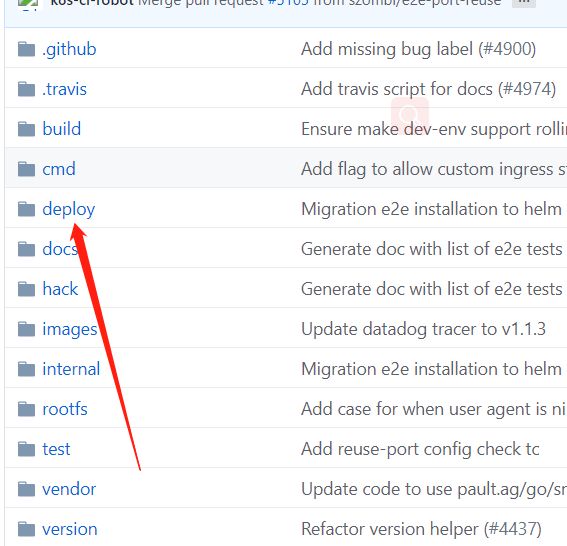 k8s-ci-robot Merge pull request #5103 from szombi/e2e-port-reuse ...
.github Add missing bug label (#4900)
.travis Add travis script for docs (#4974)
build Ensure make dev-env support rollin
cmd Add flag to allow custom ingress st
deploy Migration e2e installation to helm
docs Generate doc with list of e2e tests
hack Generate doc with list of e2e tests
images Update datadog tracer to v1.1.3
internal Migration e2e installation to helm
rootfs Add case for when user agent is ni
test Add reuse-port config check tc
vendor Update code to use pault.ag/go/sn
version Refactor version helper (#4437)